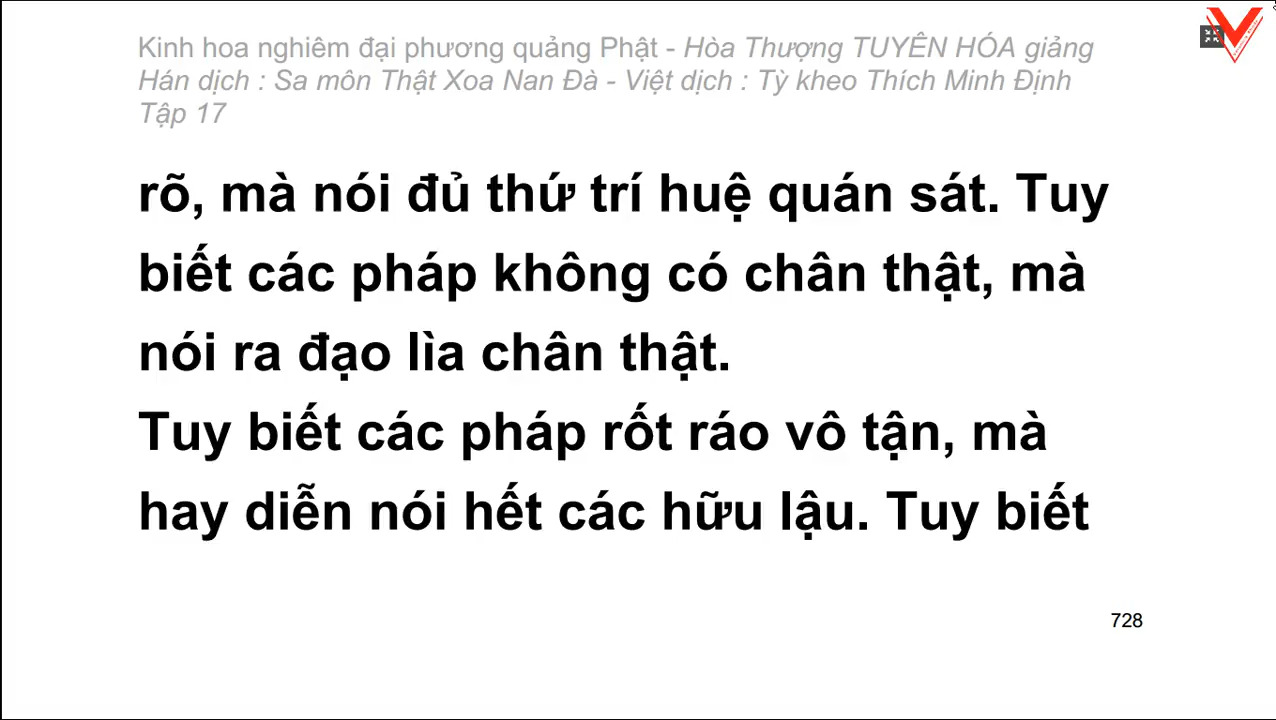 Kinh hoa nghiêm đại phương quảng Phật - Hòa Thượng TUYÊN HÓA giảng
Hán dịch : Sa môn Thật Xoa Nan Đà - Việt dịch : Tỳ kheo Thích Minh Định
Tập 17
rõ, mà nói đủ thứ trí huệ quán sát. Tuy
biết các pháp không có chân thật, mà
nói ra đạo lìa chân thật.
Tuy biết các pháp rốt ráo vô tận, mà
hay diễn nói hết các hữu lậu. Tuy biết
728